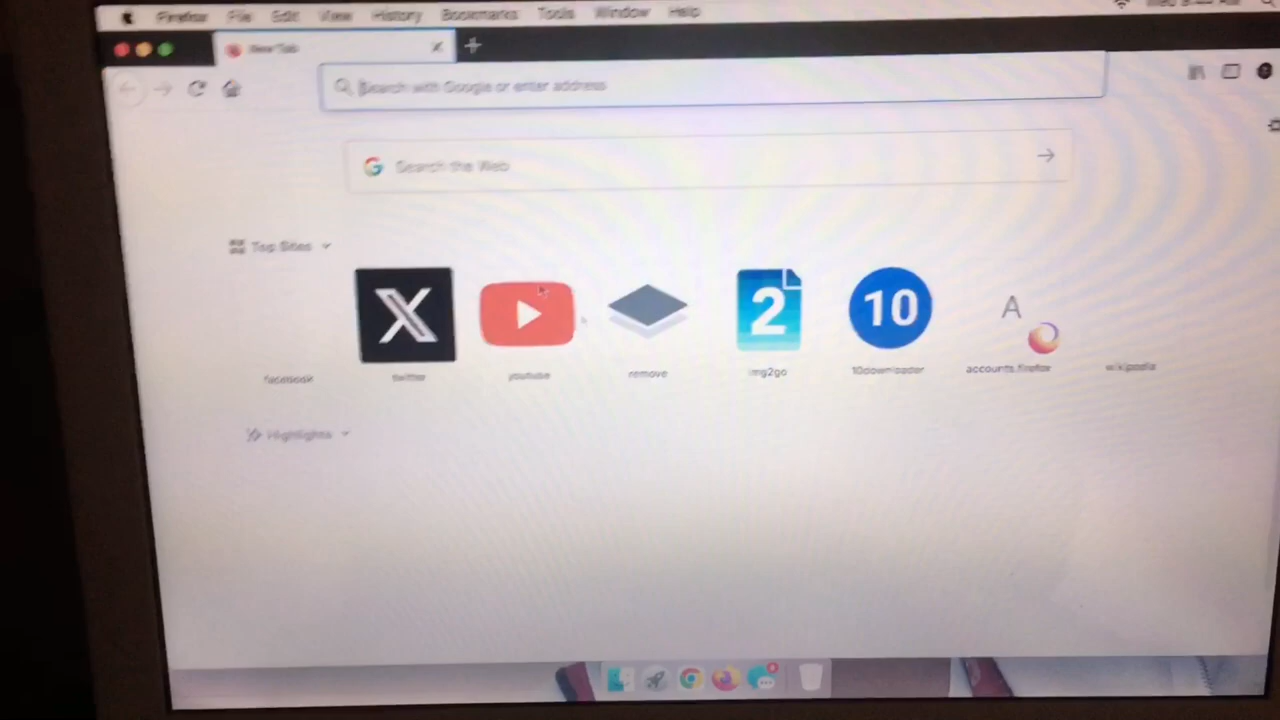 Firefox File Edit View History Bookmarks Tools Window Help
New Tab
Search with Google or enter address
Search the Web
Top Sites
X
2
10
A
facebook twitter youtube remove img2go 10downloader accounts.firefox wikipedia
Highlights